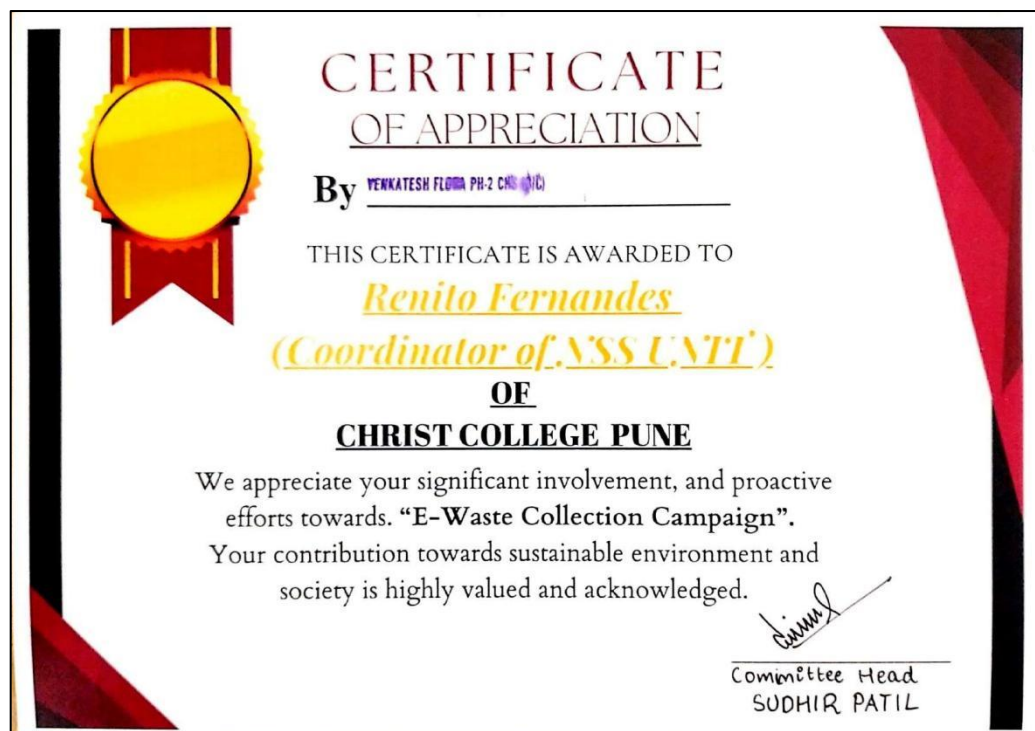 CERTIFICATE
OF APPRECIATION
By VENKATESH FLORA PH-2
THIS CERTIFICATE IS AWARDED TO
Renito Fernandes
(Coordinator of NSS UNIT )
OF
CHRIST COLLEGE PUNE
We appreciate your significant involvement, and proactive
efforts towards. “E-Waste Collection Campaign”.
Your contribution towards sustainable environment and
society is highly valued and acknowledged.
Committee Head
SUDHIR PATIL